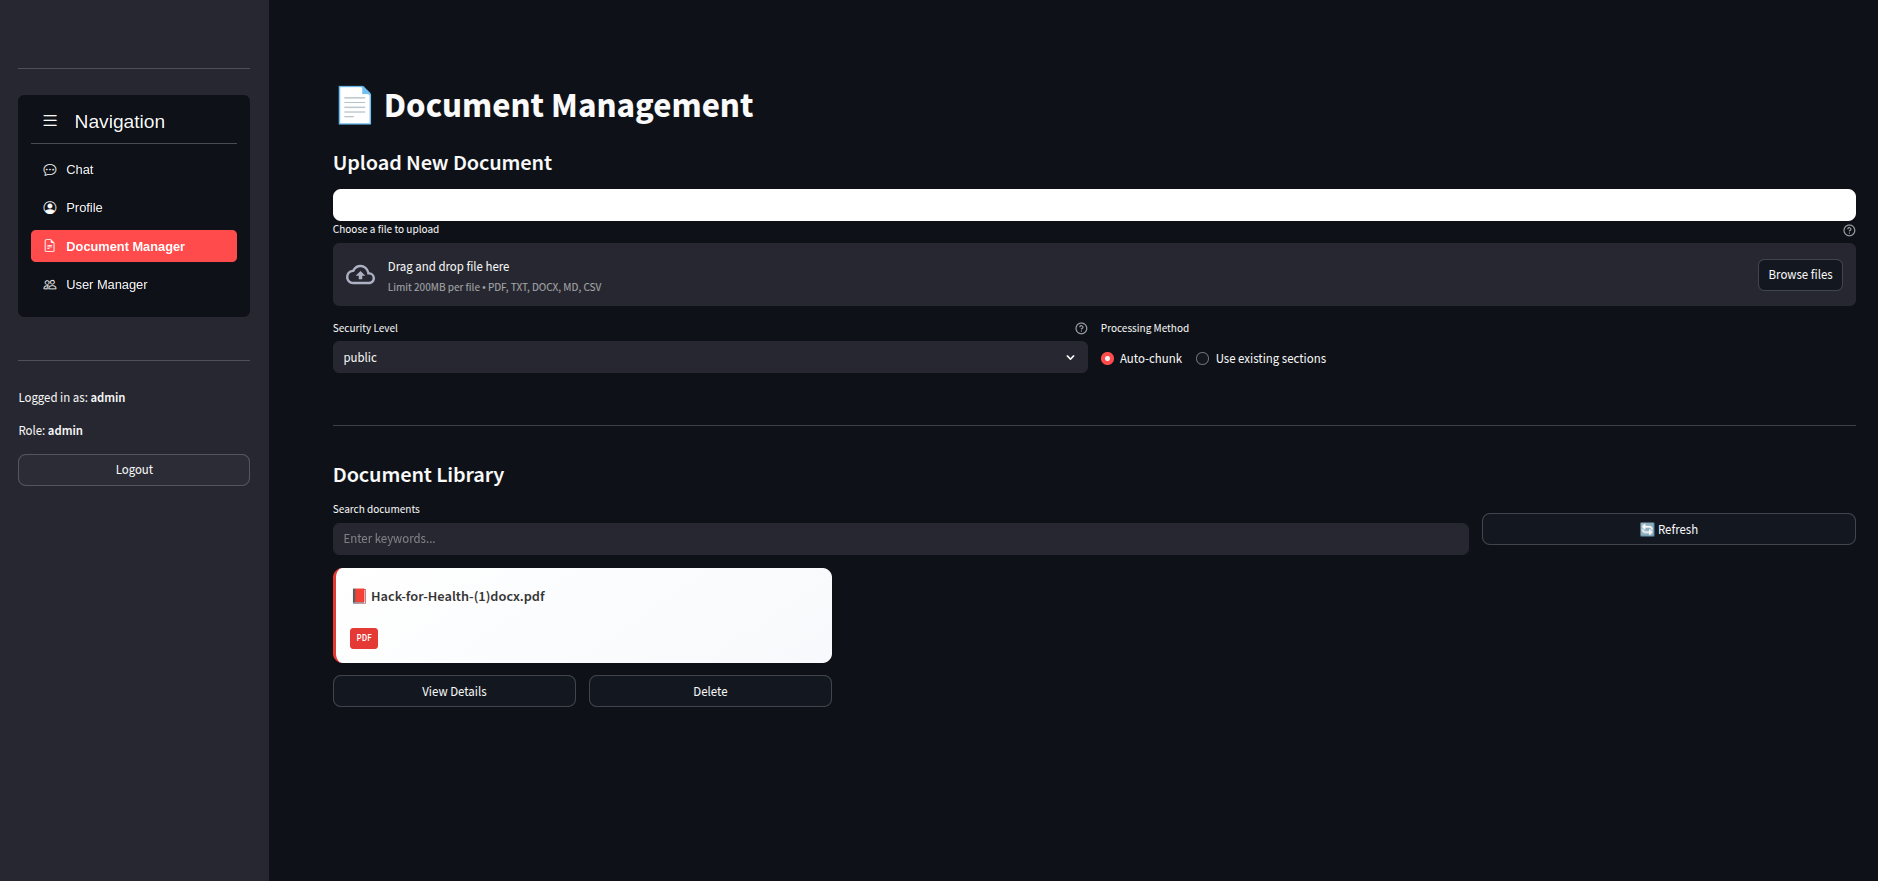 Navigation
Chat
Profile
Document Manager
User Manager
Logged in as: admin
Role: admin
Logout
Document Management
Upload New Document
Choose a file to upload
Drag and drop file here
Limit 200MB per file • PDF, TXT, DOCX, MD, CSV
Browse files
Security Level
public
Processing Method
Auto-chunk
Use existing sections
Document Library
Search documents
Enter keywords...
Refresh
Hack-for-Health-(1)docx.pdf
PDF
View Details
Delete